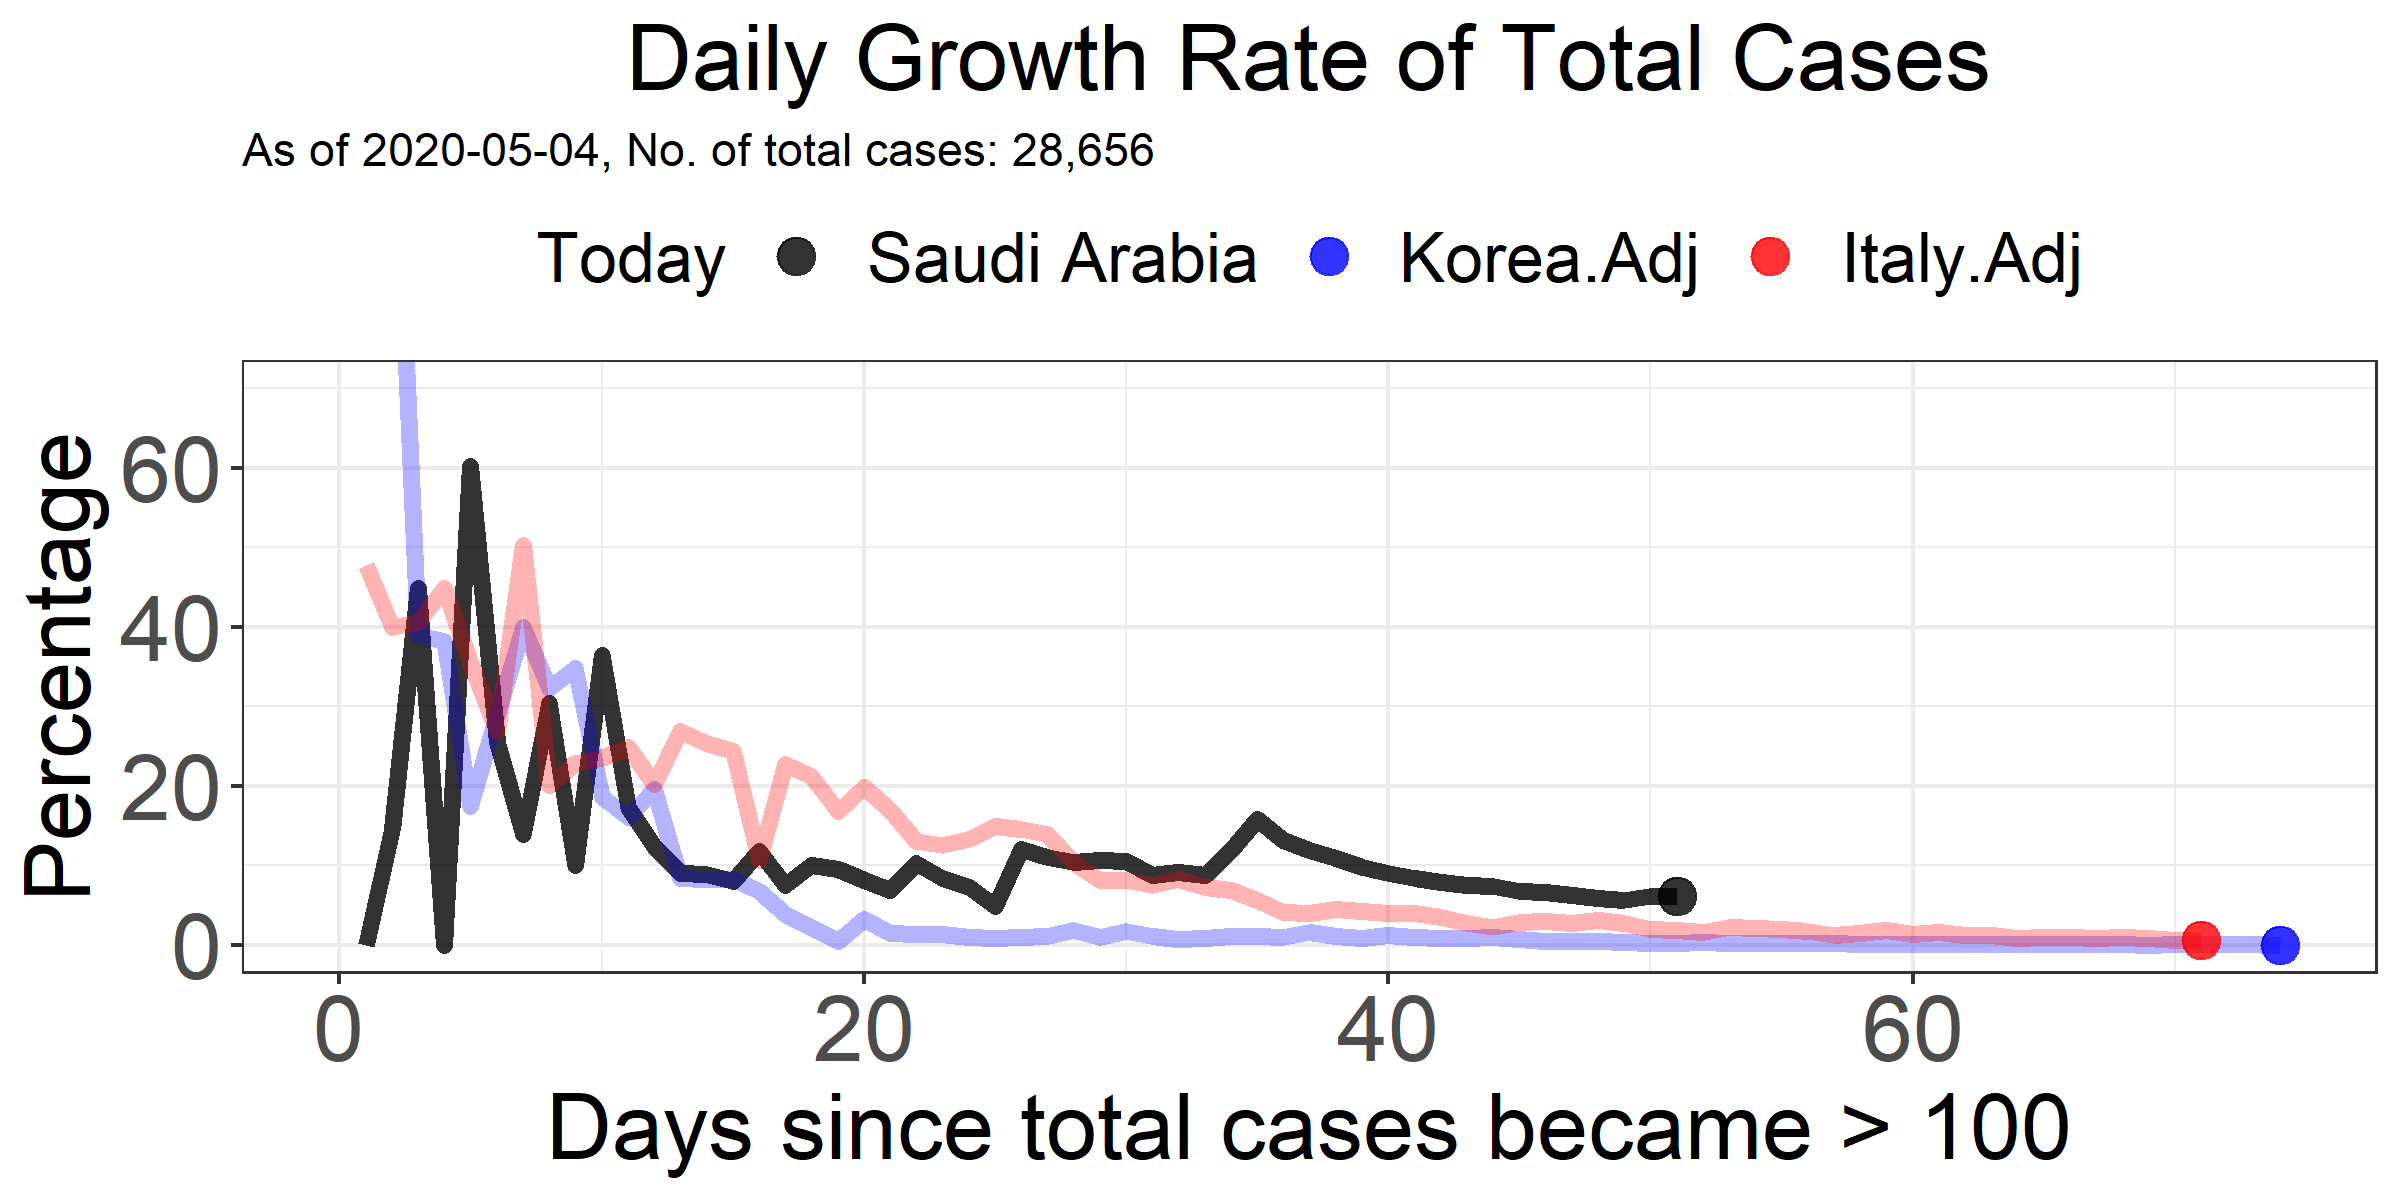 Daily Growth Rate of Total Cases
As of 2020-05-04, No. of total cases: 28,656
Today Saudi Arabia Korea.Adj Italy.Adj
Percentage
60
40
20
0
0 20 40 60
Days since total cases became > 100